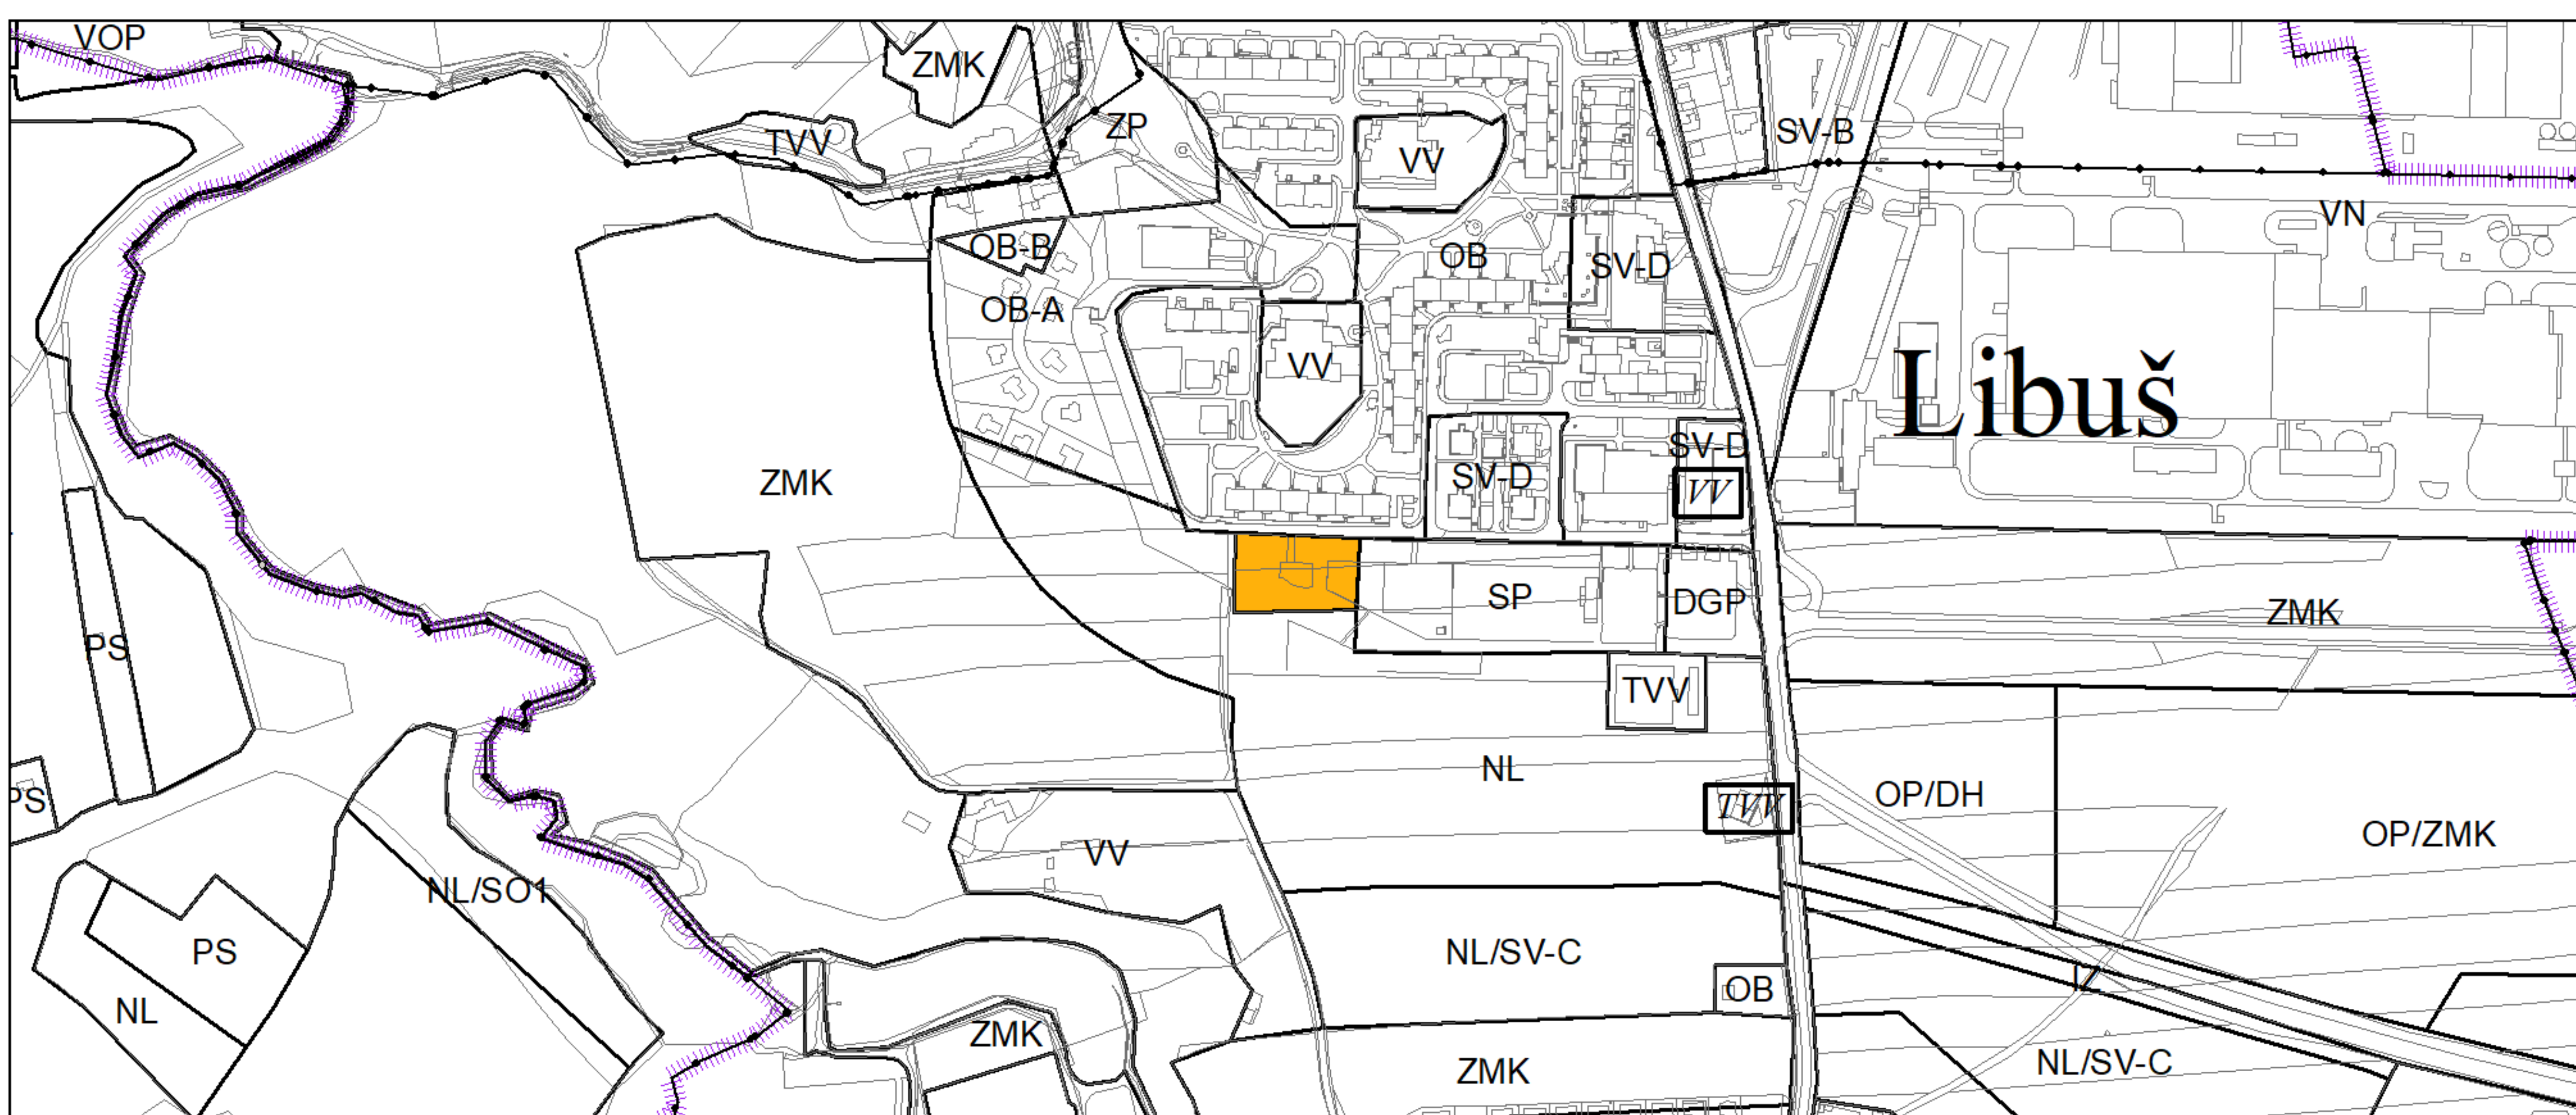 VOP
ZMK
ZP
TVV
VV
SV-B
VN
OB-B
OB
SV-D
OB-A
VV
Libuš
SV-D
ZMK
SV-D
VV
SP
DGP
ZMK
PS
TVV
NL
OP/DH
PS
TVV
OP/ZMK
VV
NL/SO1
PS
NL/SV-C
IZ
OB
NL
ZMK
ZMK
NL/SV-C